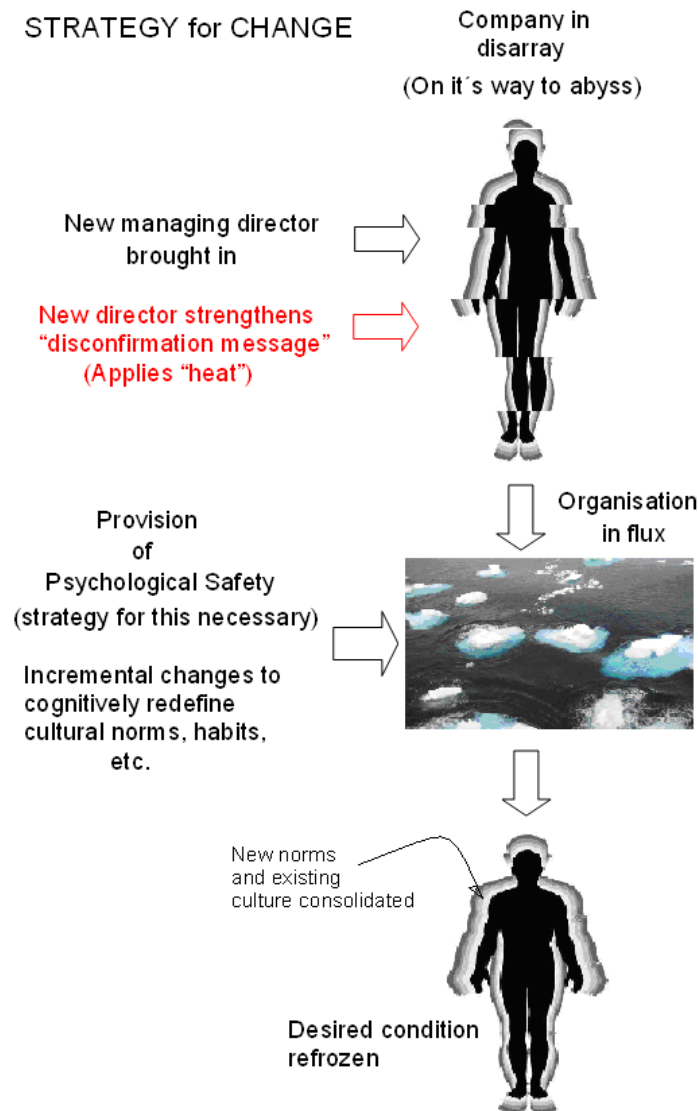 STRATEGY for CHANGE
Company in
disarray
(On it´s way to abyss)
New managing director
brought in
New director strengthens
“disconfirmation message”
(Applies “heat”)
Organisation
in flux
Provision
of
Psychological Safety
(strategy for this necessary)
Incremental changes to
cognitively redefine
cultural norms, habits,
etc.
New norms
and existing
culture consolidated
Desired condition
refrozen